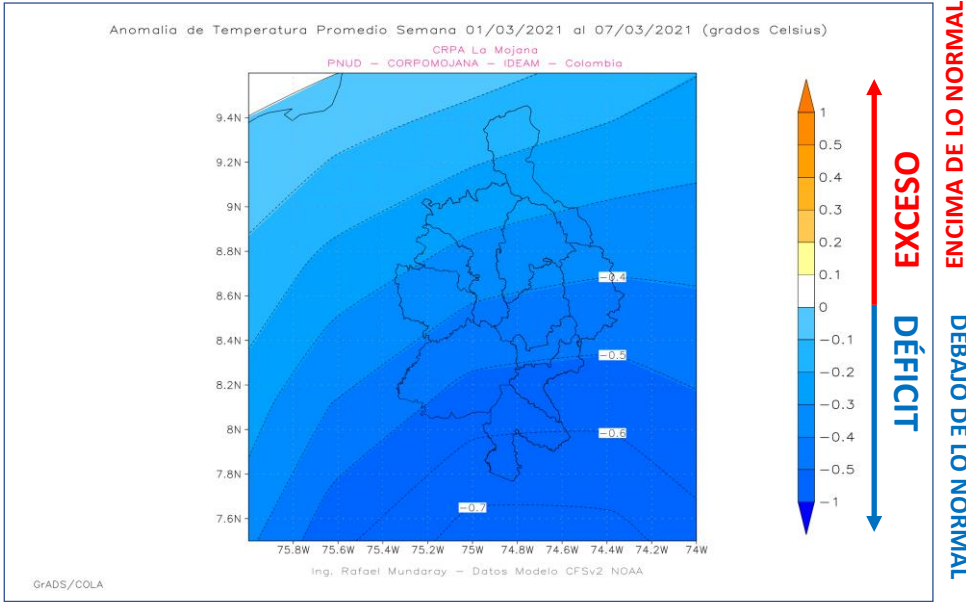 Anomalia de Temperatura Promedio Semana 01/03/2021 al 07/03/2021 (grados Celsius)
CRPA La Mojana
PNUD – CORPOMOJANA – IDEAM – Colombia
9.4N
9.2N
9N
8.8N
8.6N
8.4N
8.2N
8N
7.8N
7.6N
-0.4
-0.5
-0.6
-0.7
75.8W 75.6W 75.4W 75.2W 75W 74.8W 74.6W 74.4W 74.2W 74W
Ing. Rafael Mundaray – Datos Modelo CFSv2 NOAA
GrADS/COLA
1
0.5
0.4
0.3
0.2
0.1
0
-0.1
-0.2
-0.3
-0.4
-0.5
-1
EXCESO
DÉFICIT
ENCIMA DE LO NORMAL
DEBAJO DE LO NORMAL